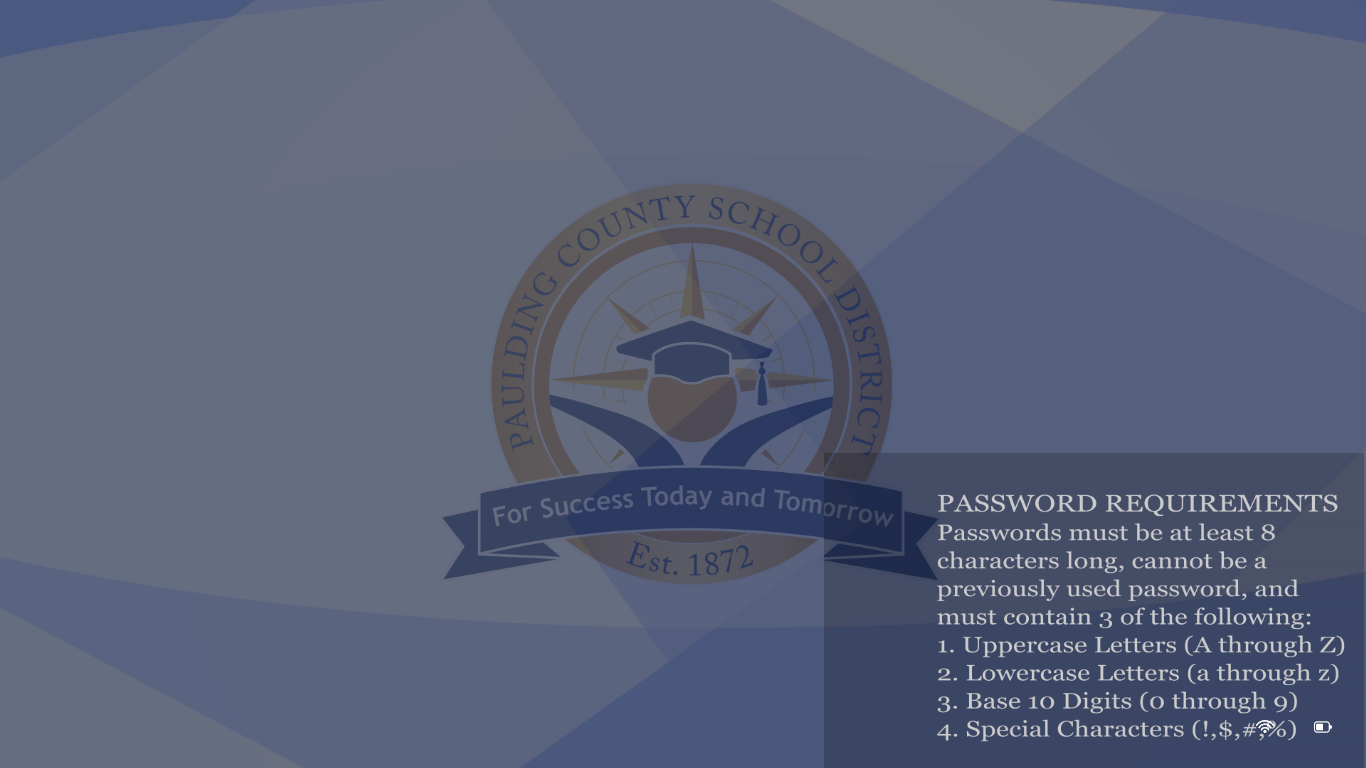 PAULDING COUNTY SCHOOL DISTRICT
For Success Today and Tomorrow
Est. 1872
PASSWORD REQUIREMENTS
Passwords must be at least 8
characters long, cannot be a
previously used password, and
must contain 3 of the following:
1. Uppercase Letters (A through Z)
2. Lowercase Letters (a through z)
3. Base 10 Digits (0 through 9)
4. Special Characters (!,$,#,%)